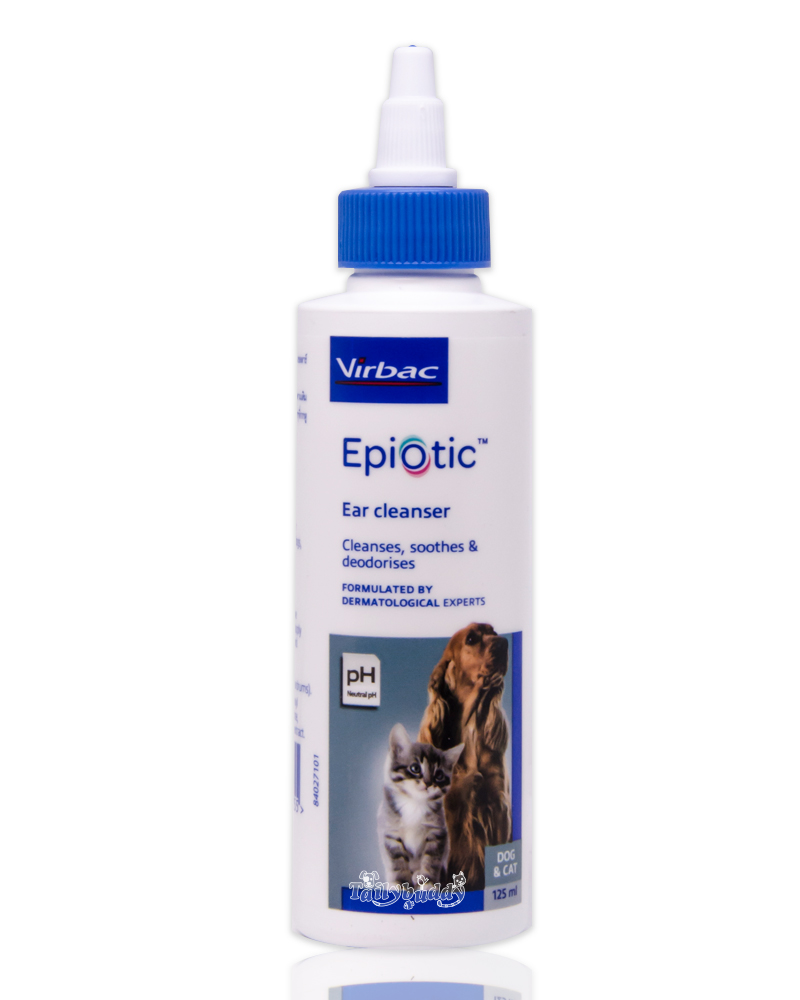 Virbac
EpiOtic™
Ear cleanser
Cleanses, soothes &
deodorises
FORMULATED BY
DERMATOLOGICAL EXPERTS
pH
Neutral pH
DOG
& CAT
125 ml
Tailybuddy
84027101